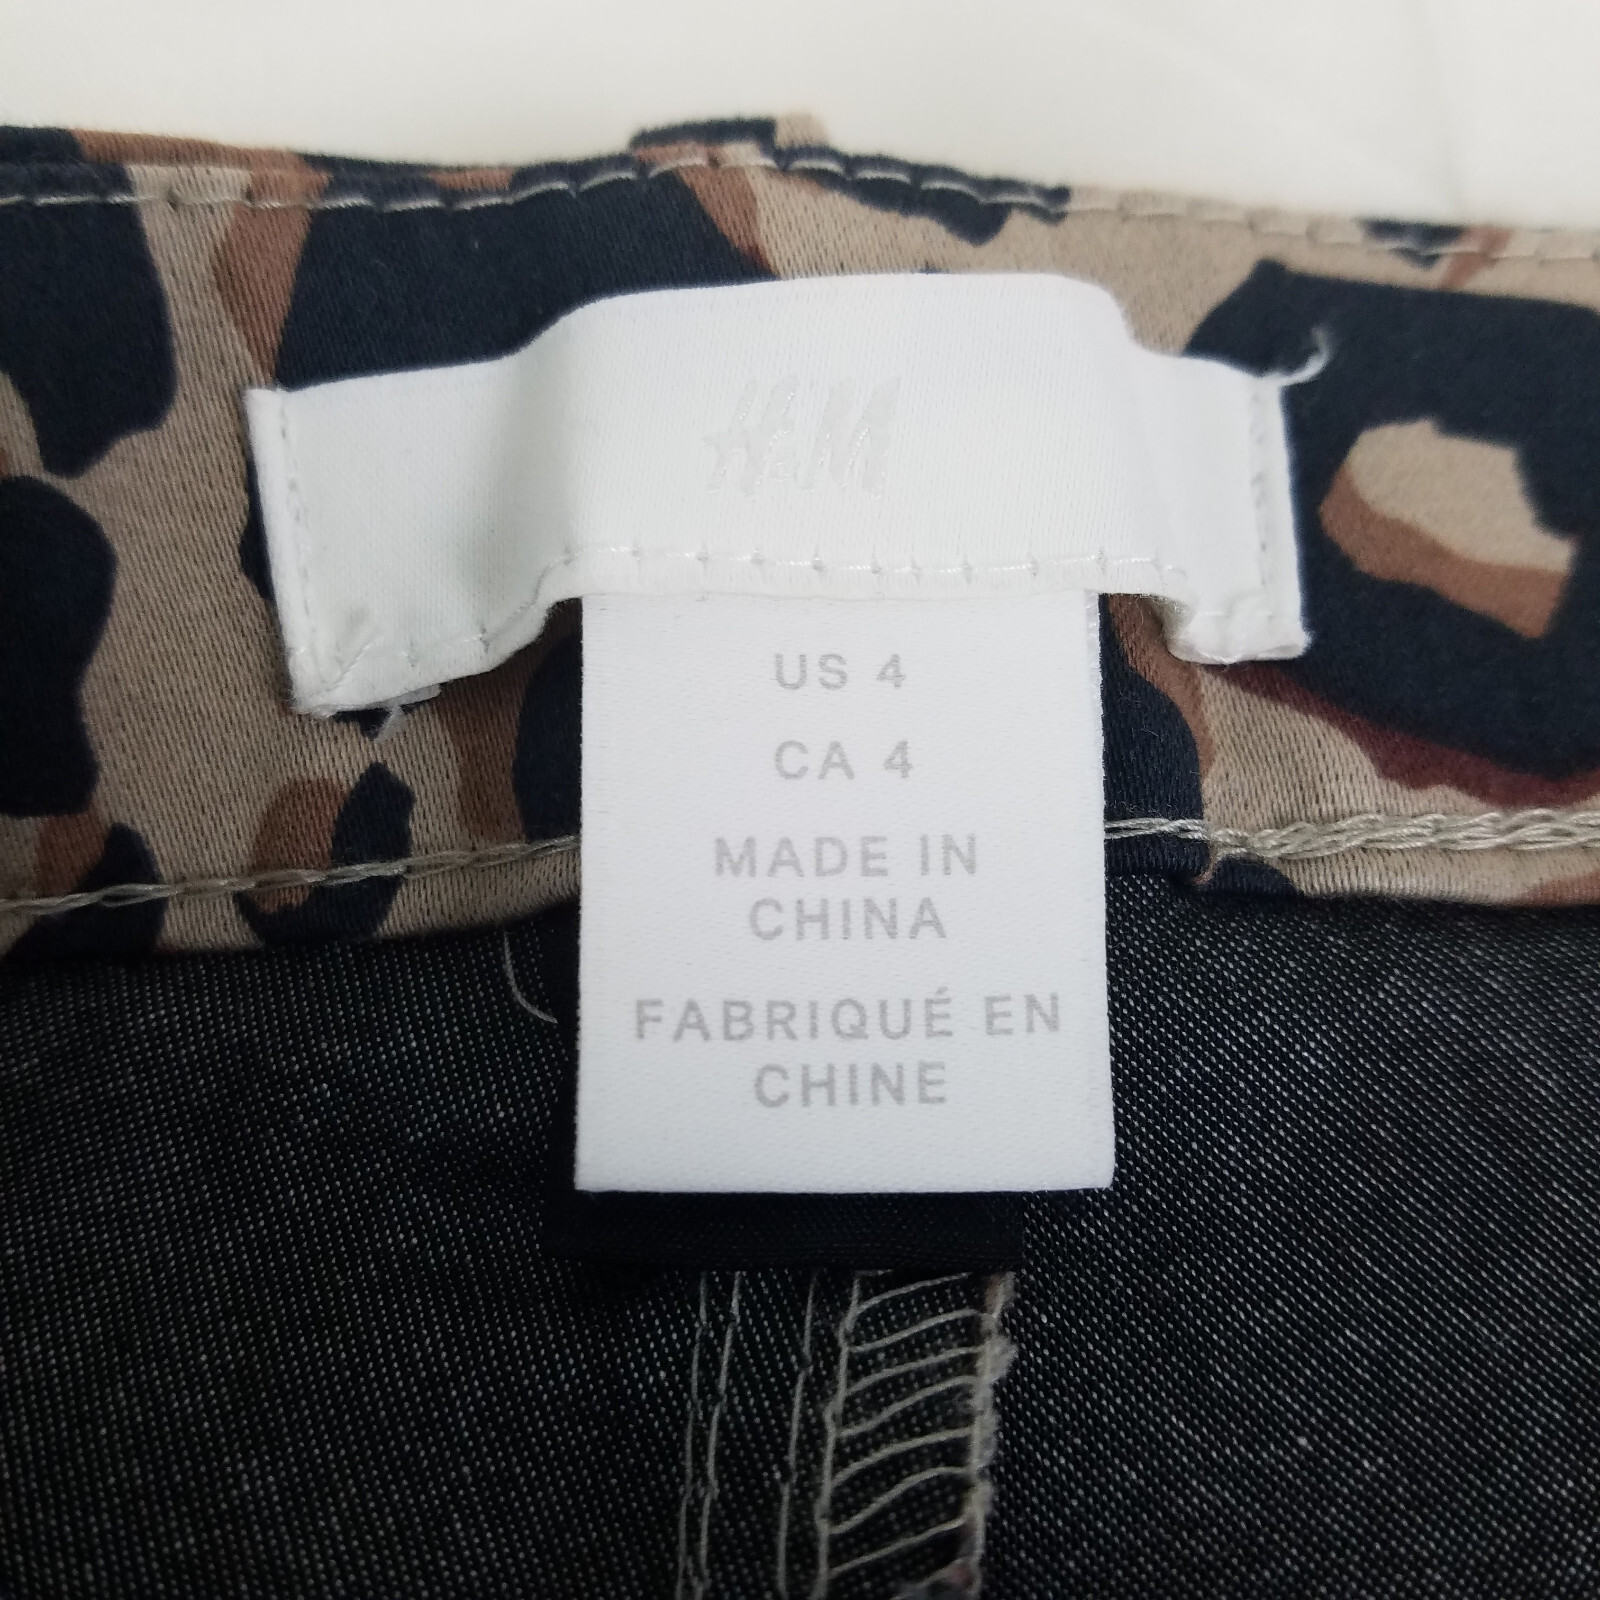 H&M
US 4
CA 4
MADE IN
CHINA
FABRIQUÉ EN
CHINE